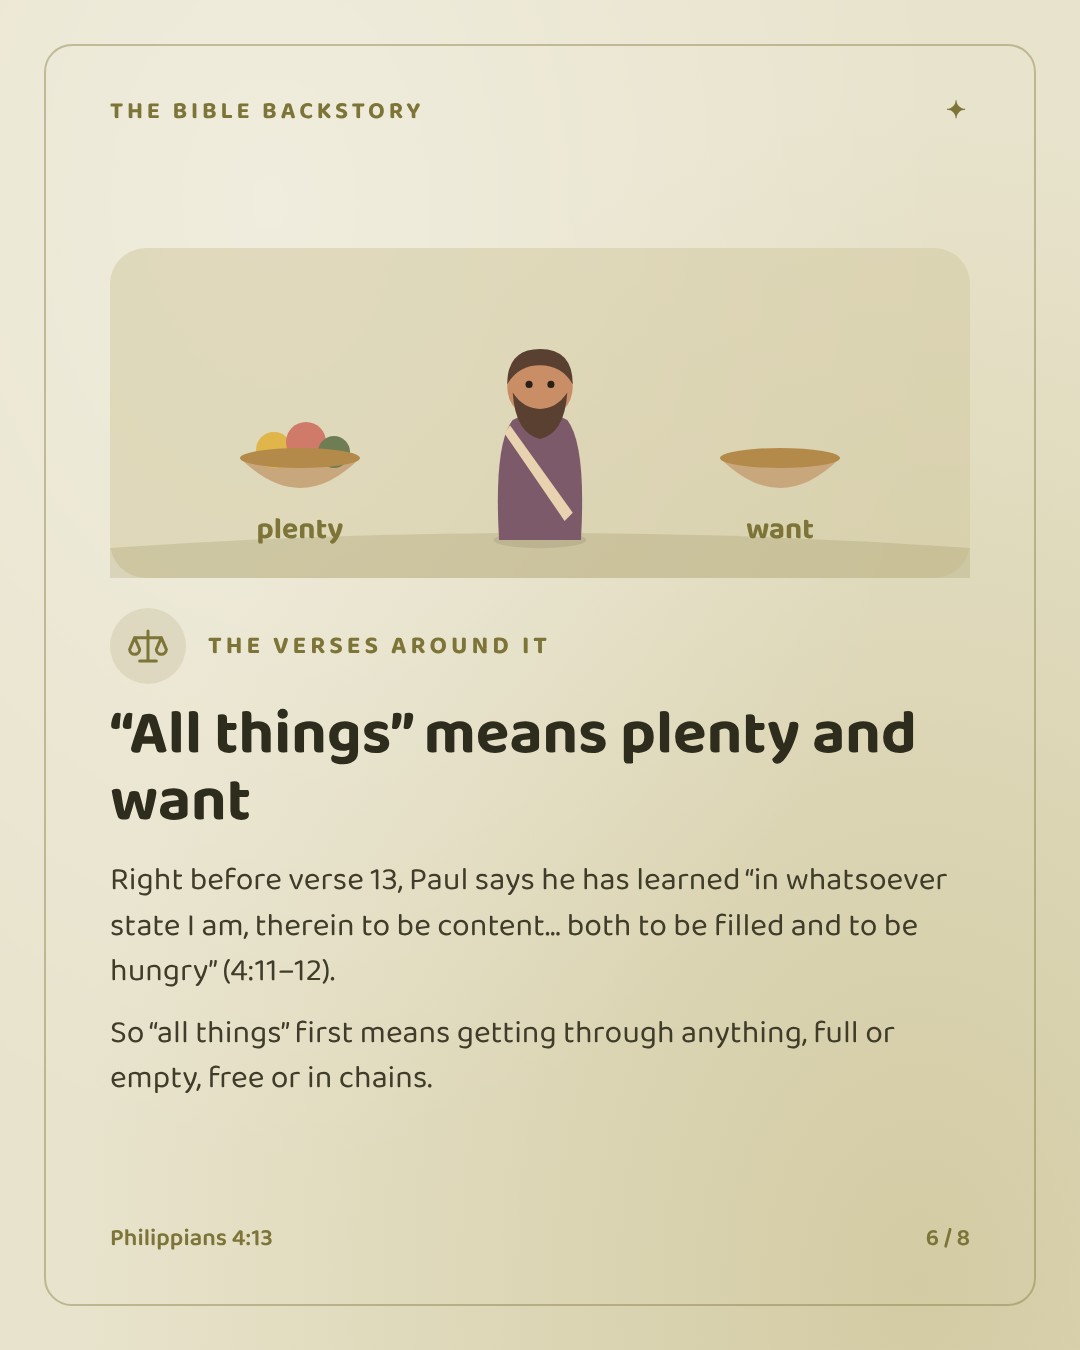 THE BIBLE BACKSTORY
✦
plenty
want
THE VERSES AROUND IT
“All things” means plenty and
want
Right before verse 13, Paul says he has learned “in whatsoever
state I am, therein to be content… both to be filled and to be
hungry” (4:11–12).
So “all things” first means getting through anything, full or
empty, free or in chains.
Philippians 4:13
6 / 8